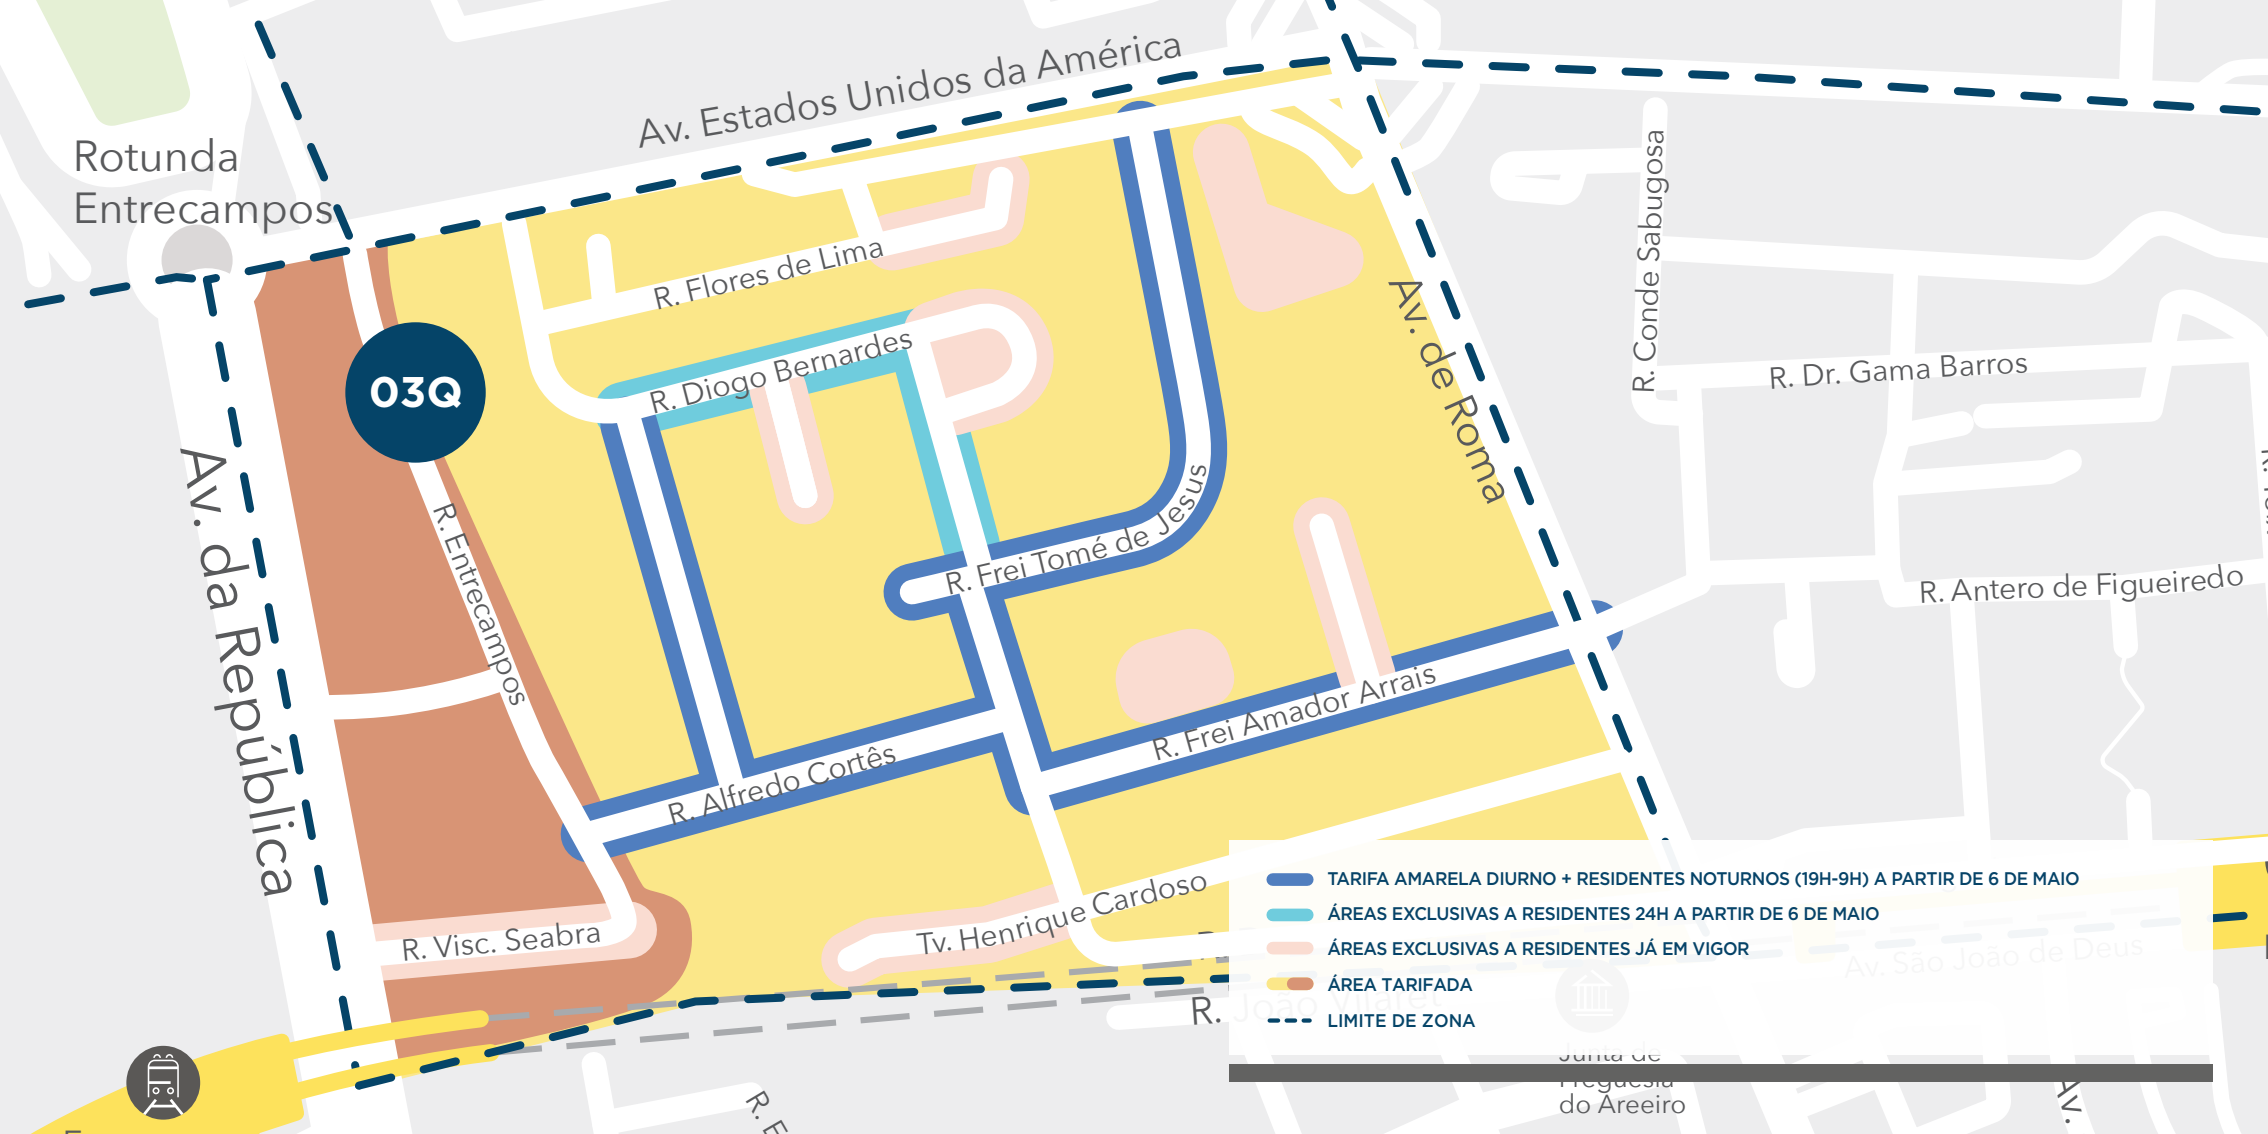 Av. Estados Unidos da América
Rotunda
Entrecampos
R. Flores de Lima
R. Conde Sabugosa
R. Diogo Bernardes
Av. de Roma
R. Dr. Gama Barros
03Q
Av. da República
R. Entrecampos
R. Frei Tomé de Jesus
R. Antero de Figueiredo
R. Frei Amador Arrais
R. Alfredo Cortês
R. Visc. Seabra
Tv. Henrique Cardoso
TARIFA AMARELA DIURNO + RESIDENTES NOTURNOS (19H-9H) A PARTIR DE 6 DE MAIO
ÁREAS EXCLUSIVAS A RESIDENTES 24H A PARTIR DE 6 DE MAIO
ÁREAS EXCLUSIVAS A RESIDENTES JÁ EM VIGOR
Av. São João de Deus
ÁREA TARIFADA
R. João Villaret
LIMITE DE ZONA
Junta de
Freguesia
do Areeiro
Av.
R. E